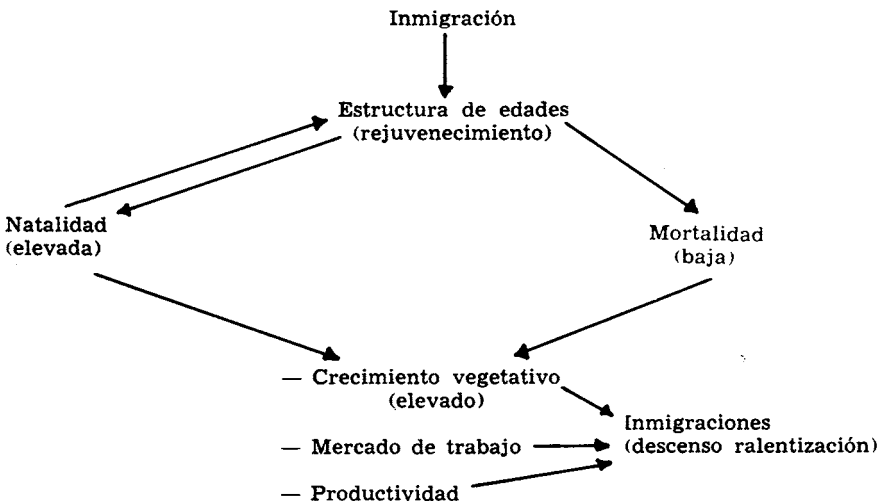 Inmigración
Estructura de edades
(rejuvenecimiento)
Natalidad
(elevada)
Mortalidad
(baja)
— Crecimiento vegetativo
(elevado)
Inmigraciones
(descenso ralentización)
— Mercado de trabajo
— Productividad